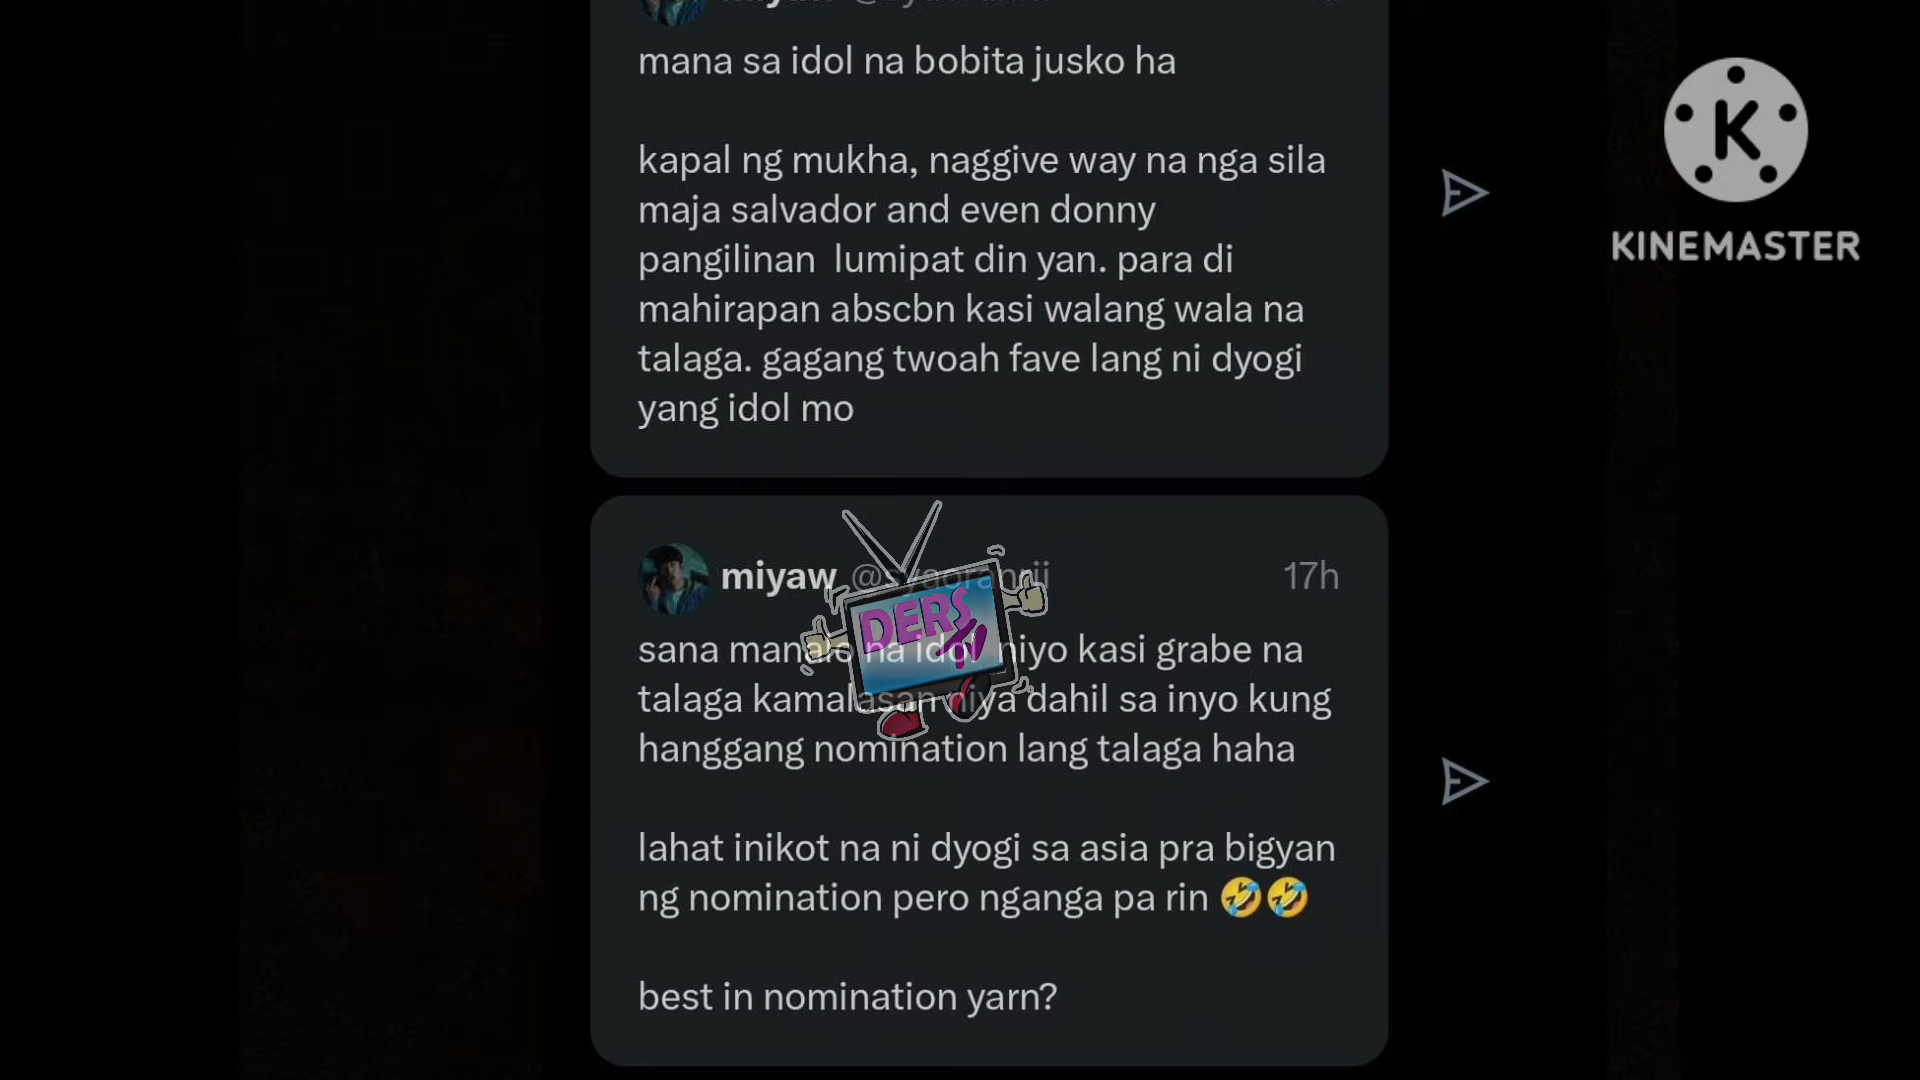 mana sa idol na bobita jusko ha
kapal ng mukha, naggive way na nga sila
maja salvador and even donny
pangilinan lumipat din yan. para di
mahirapan abscbn kasi walang wala na
talaga. gagang twoah fave lang ni dyogi
yang idol mo
K
KINEMASTER
miyaw 17h
DERS TV
sana manalo na idol niyo kasi grabe na
talaga kamalasan niya dahil sa inyo kung
hanggang nomination lang talaga haha
lahat inikot na ni dyogi sa asia pra bigyan
ng nomination pero nganga pa rin 🤣🤣
best in nomination yarn?